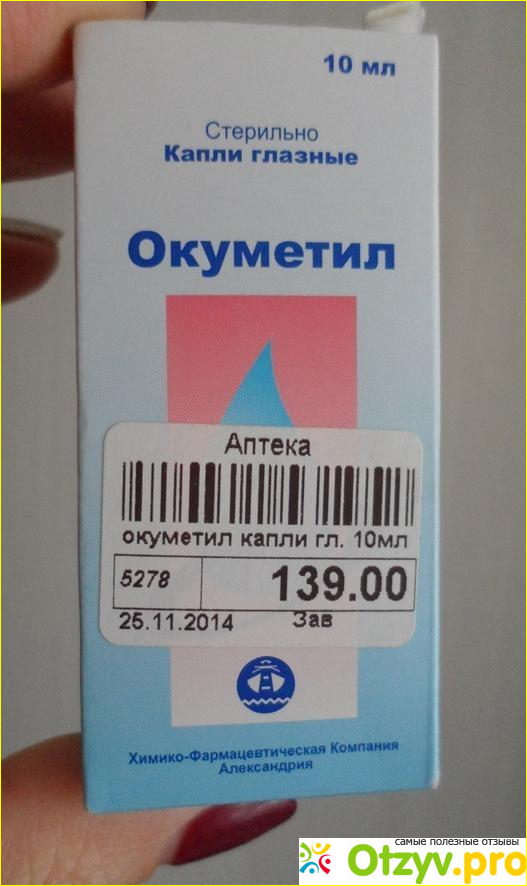 10 мл
Стерильно
Капли глазные
Окуметил
Аптека
окуметил капли гл. 10мл
5278
139.00
25.11.2014
Зав
Химико-Фармацевтическая Компания
Александрия
самые полезные отзывы
Otzyv.pro